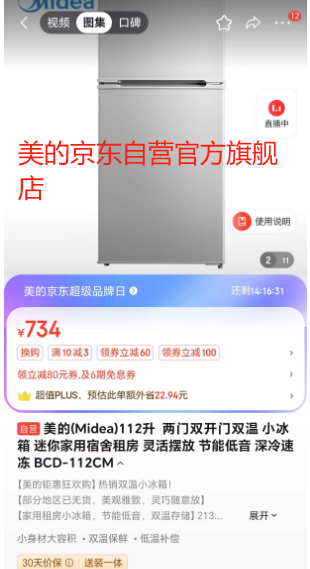 Midea
视频 图集 口碑
12
直播中
美的京东自营官方旗舰
店
使用说明
2 11
美的京东超级品牌日 还剩14:16:31
¥734
换购 满10减3 领券立减60 领券立减100
领立减80元券,及6期免息券
超值PLUS，预估此单额外省22.94元
自营 美的(Midea)112升 两门双开门双温 小冰
箱 迷你家用宿舍租房 灵活摆放 节能低音 深冷速
冻 BCD-112CM
【美的钜惠狂欢购】热销双温小冰箱！
【部分地区已无货，美观雅致，灵巧随意放】
【家用租房小冰箱，节能低音，双温存储】213... 展开
小身材大容积 · 双温保鲜 · 低温补偿
30天价保 送装一体